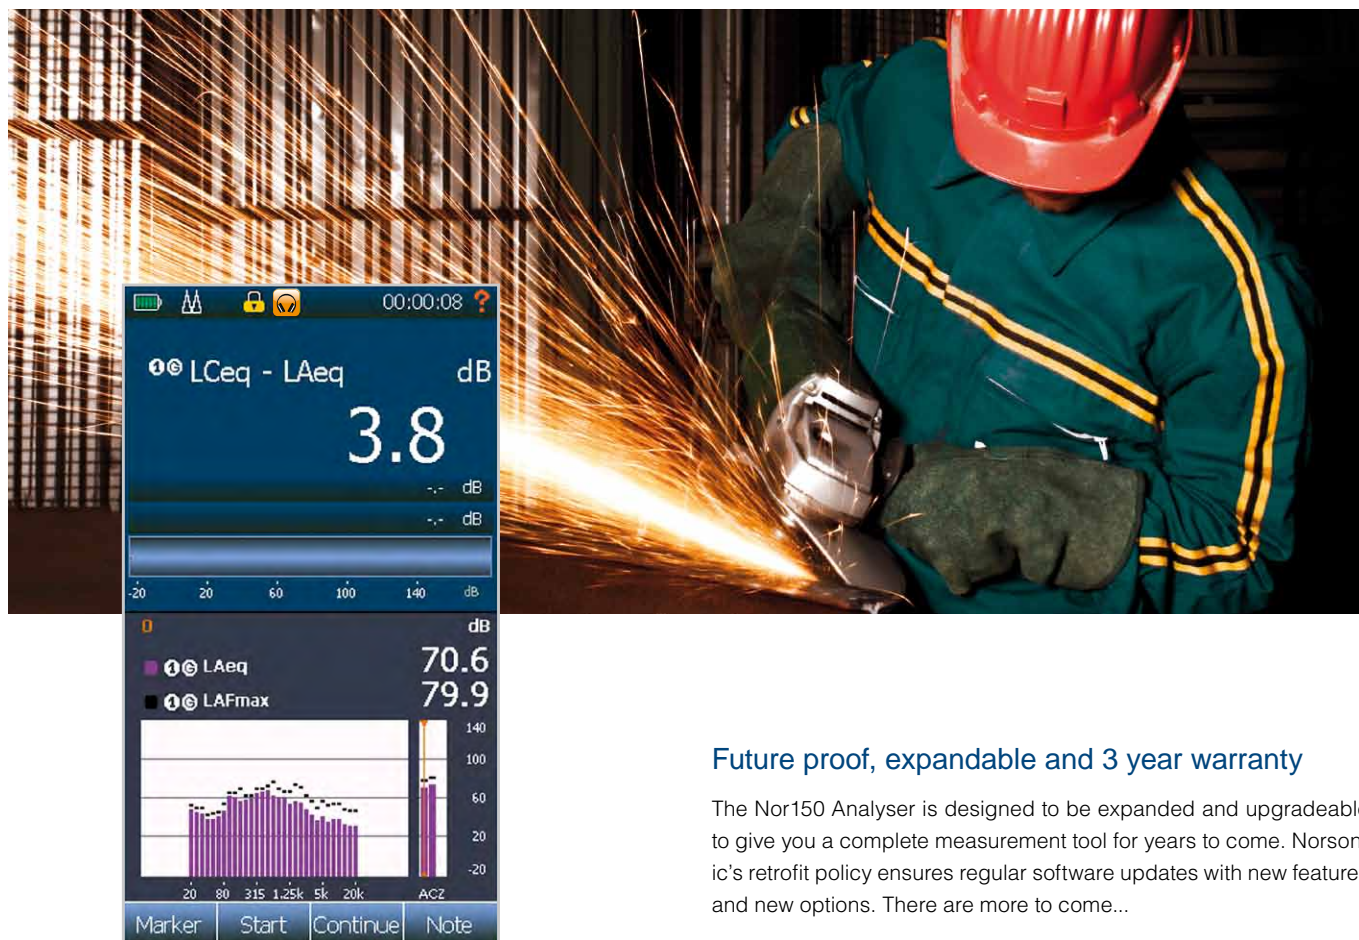 00:00:08 ?
1 G LCeq - LAeq dB
3.8
-.- dB
-.- dB
-20 20 60 100 140 dB
0 dB
1 G LAeq 70.6
1 G LAFmax 79.9
140
100
60
20
-20
20 80 315 1.25k 5k 20k ACZ
Marker Start Continue Note
Future proof, expandable and 3 year warranty
The Nor150 Analyser is designed to be expanded and upgradeable
to give you a complete measurement tool for years to come. Norson-
ic's retrofit policy ensures regular software updates with new feature
and new options. There are more to come...